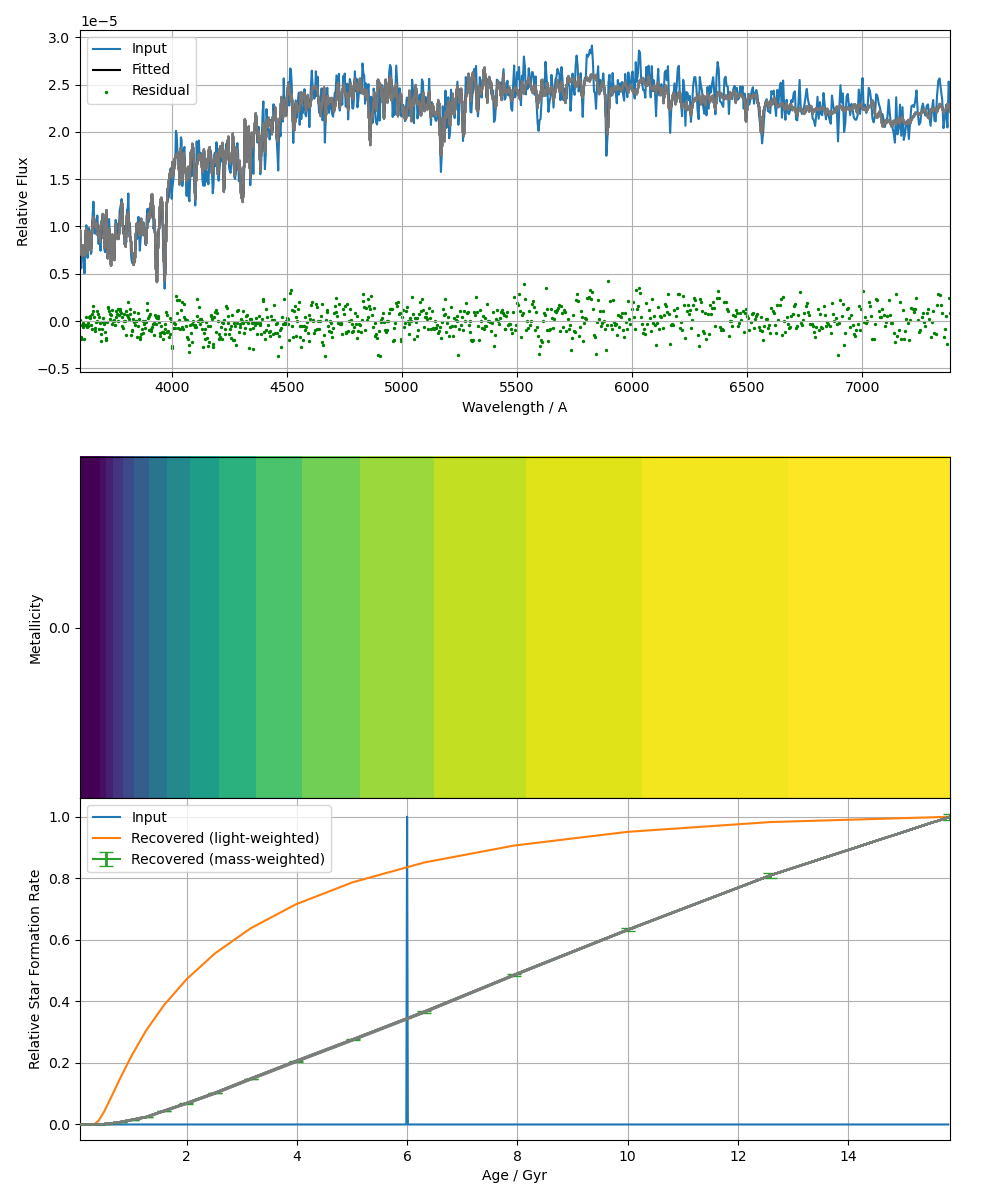 1e−5
3.0
2.5
2.0
1.5
1.0
0.5
0.0
−0.5
Relative Flux
Input
Fitted
Residual
4000 4500 5000 5500 6000 6500 7000
Wavelength / A
Metallicity
0.0
1.0
0.8
0.6
0.4
0.2
0.0
Relative Star Formation Rate
Input
Recovered (light-weighted)
Recovered (mass-weighted)
2 4 6 8 10 12 14
Age / Gyr